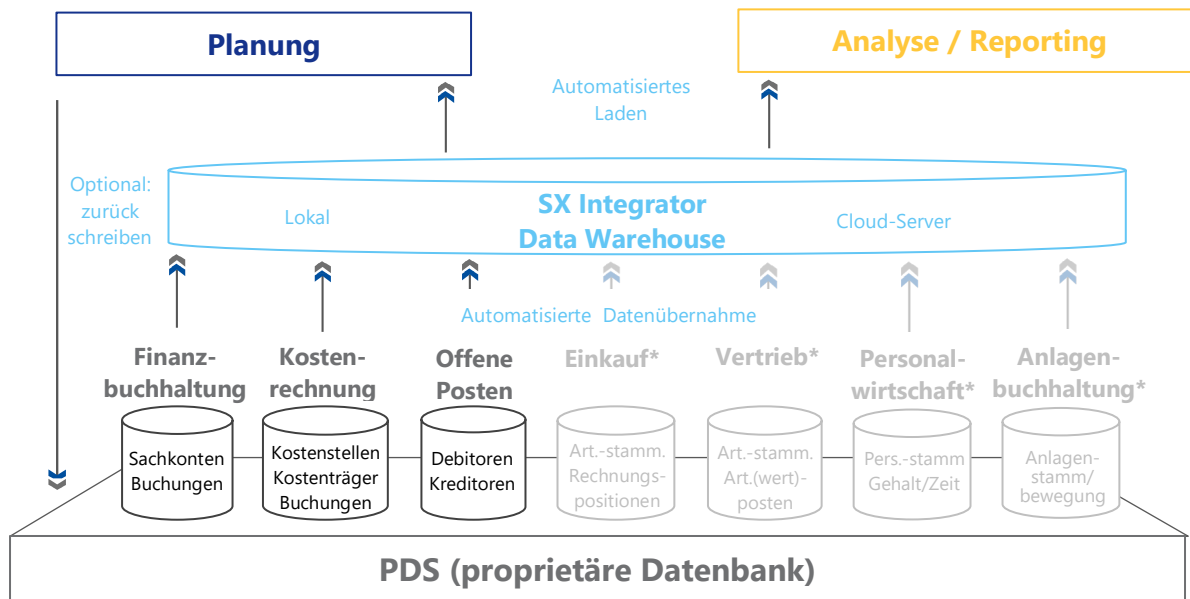 Planung
Analyse / Reporting
Automatisiertes
Laden
Optional:
zurück
schreiben
Lokal
SX Integrator
Data Warehouse
Cloud-Server
Automatisierte Datenübernahme
Finanz-
buchhaltung
Kosten-
rechnung
Offene
Posten
Einkauf*
Vertrieb*
Personal-
wirtschaft*
Anlagen-
buchhaltung*
Sachkonten
Buchungen
Kostenstellen
Kostenträger
Buchungen
Debitoren
Kreditoren
Art.-stamm.
Rechnungs-
positionen
Art.-stamm.
Art.(wert)-
posten
Pers.-stamm
Gehalt/Zeit
Anlagen-
stamm/
bewegung
PDS (proprietäre Datenbank)